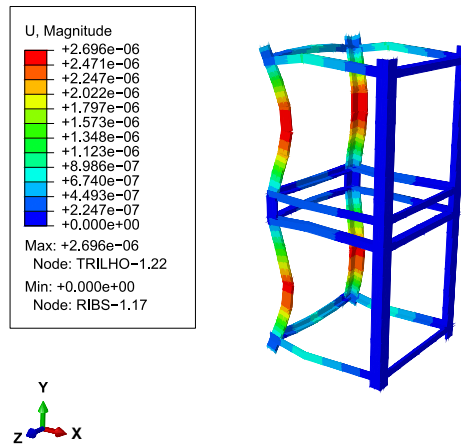 U, Magnitude
+2.696e−06
+2.471e−06
+2.247e−06
+2.022e−06
+1.797e−06
+1.573e−06
+1.348e−06
+1.123e−06
+8.986e−07
+6.740e−07
+4.493e−07
+2.247e−07
+0.000e+00
Max: +2.696e−06
Node: TRILHO−1.22
Min: +0.000e+00
Node: RIBS−1.17
Y
Z X